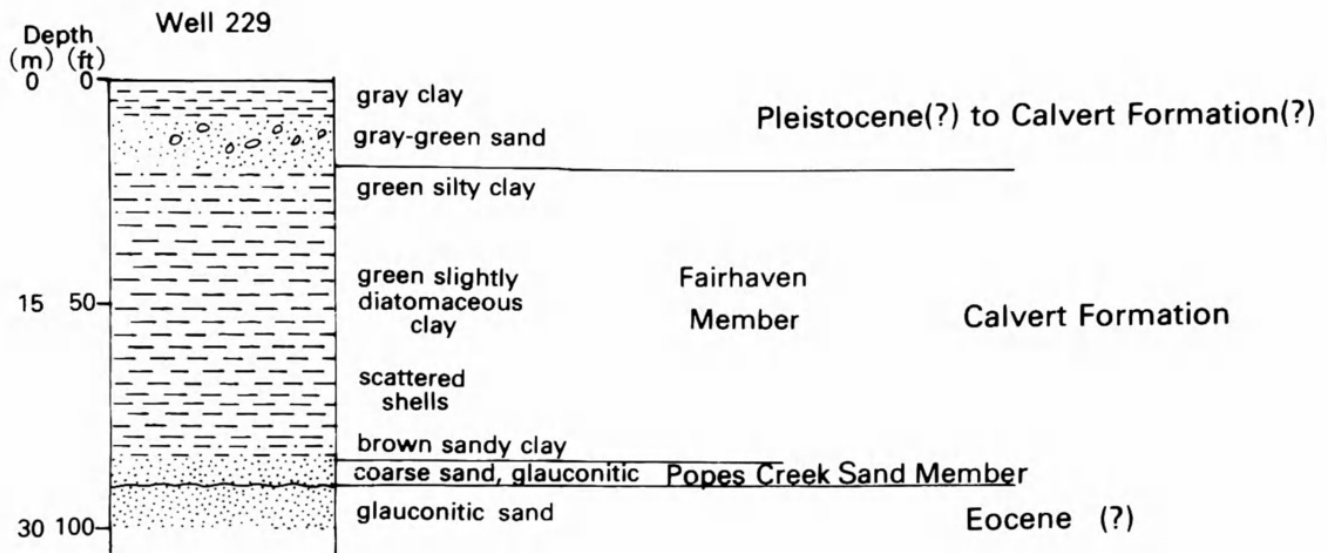 Well 229
Depth
(m) (ft)
0 0
gray clay
Pleistocene(?) to Calvert Formation(?)
gray-green sand
green silty clay
green slightly
diatomaceous
clay
Fairhaven
Member
15 50
Calvert Formation
scattered
shells
brown sandy clay
coarse sand, glauconitic Popes Creek Sand Member
glauconitic sand
Eocene (?)
30 100